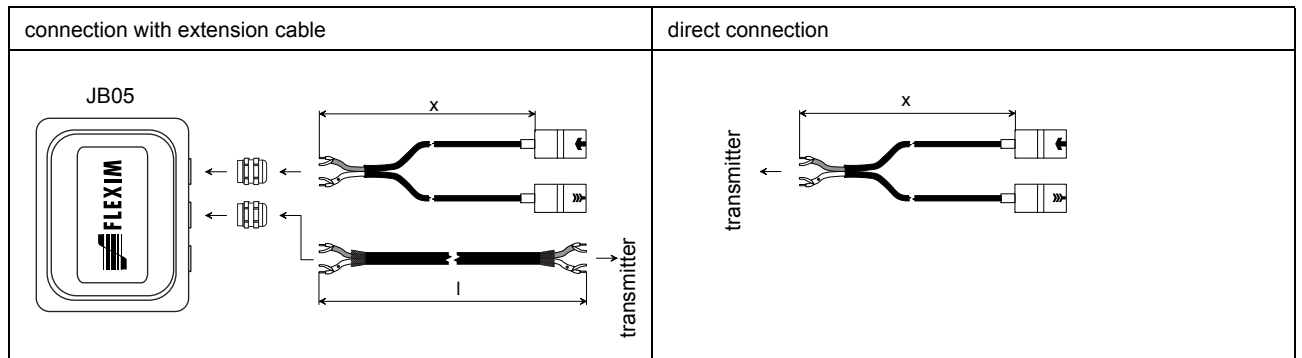 connection with extension cable
direct connection
JB05
x
FLEXIM
l
transmitter
x
transmitter